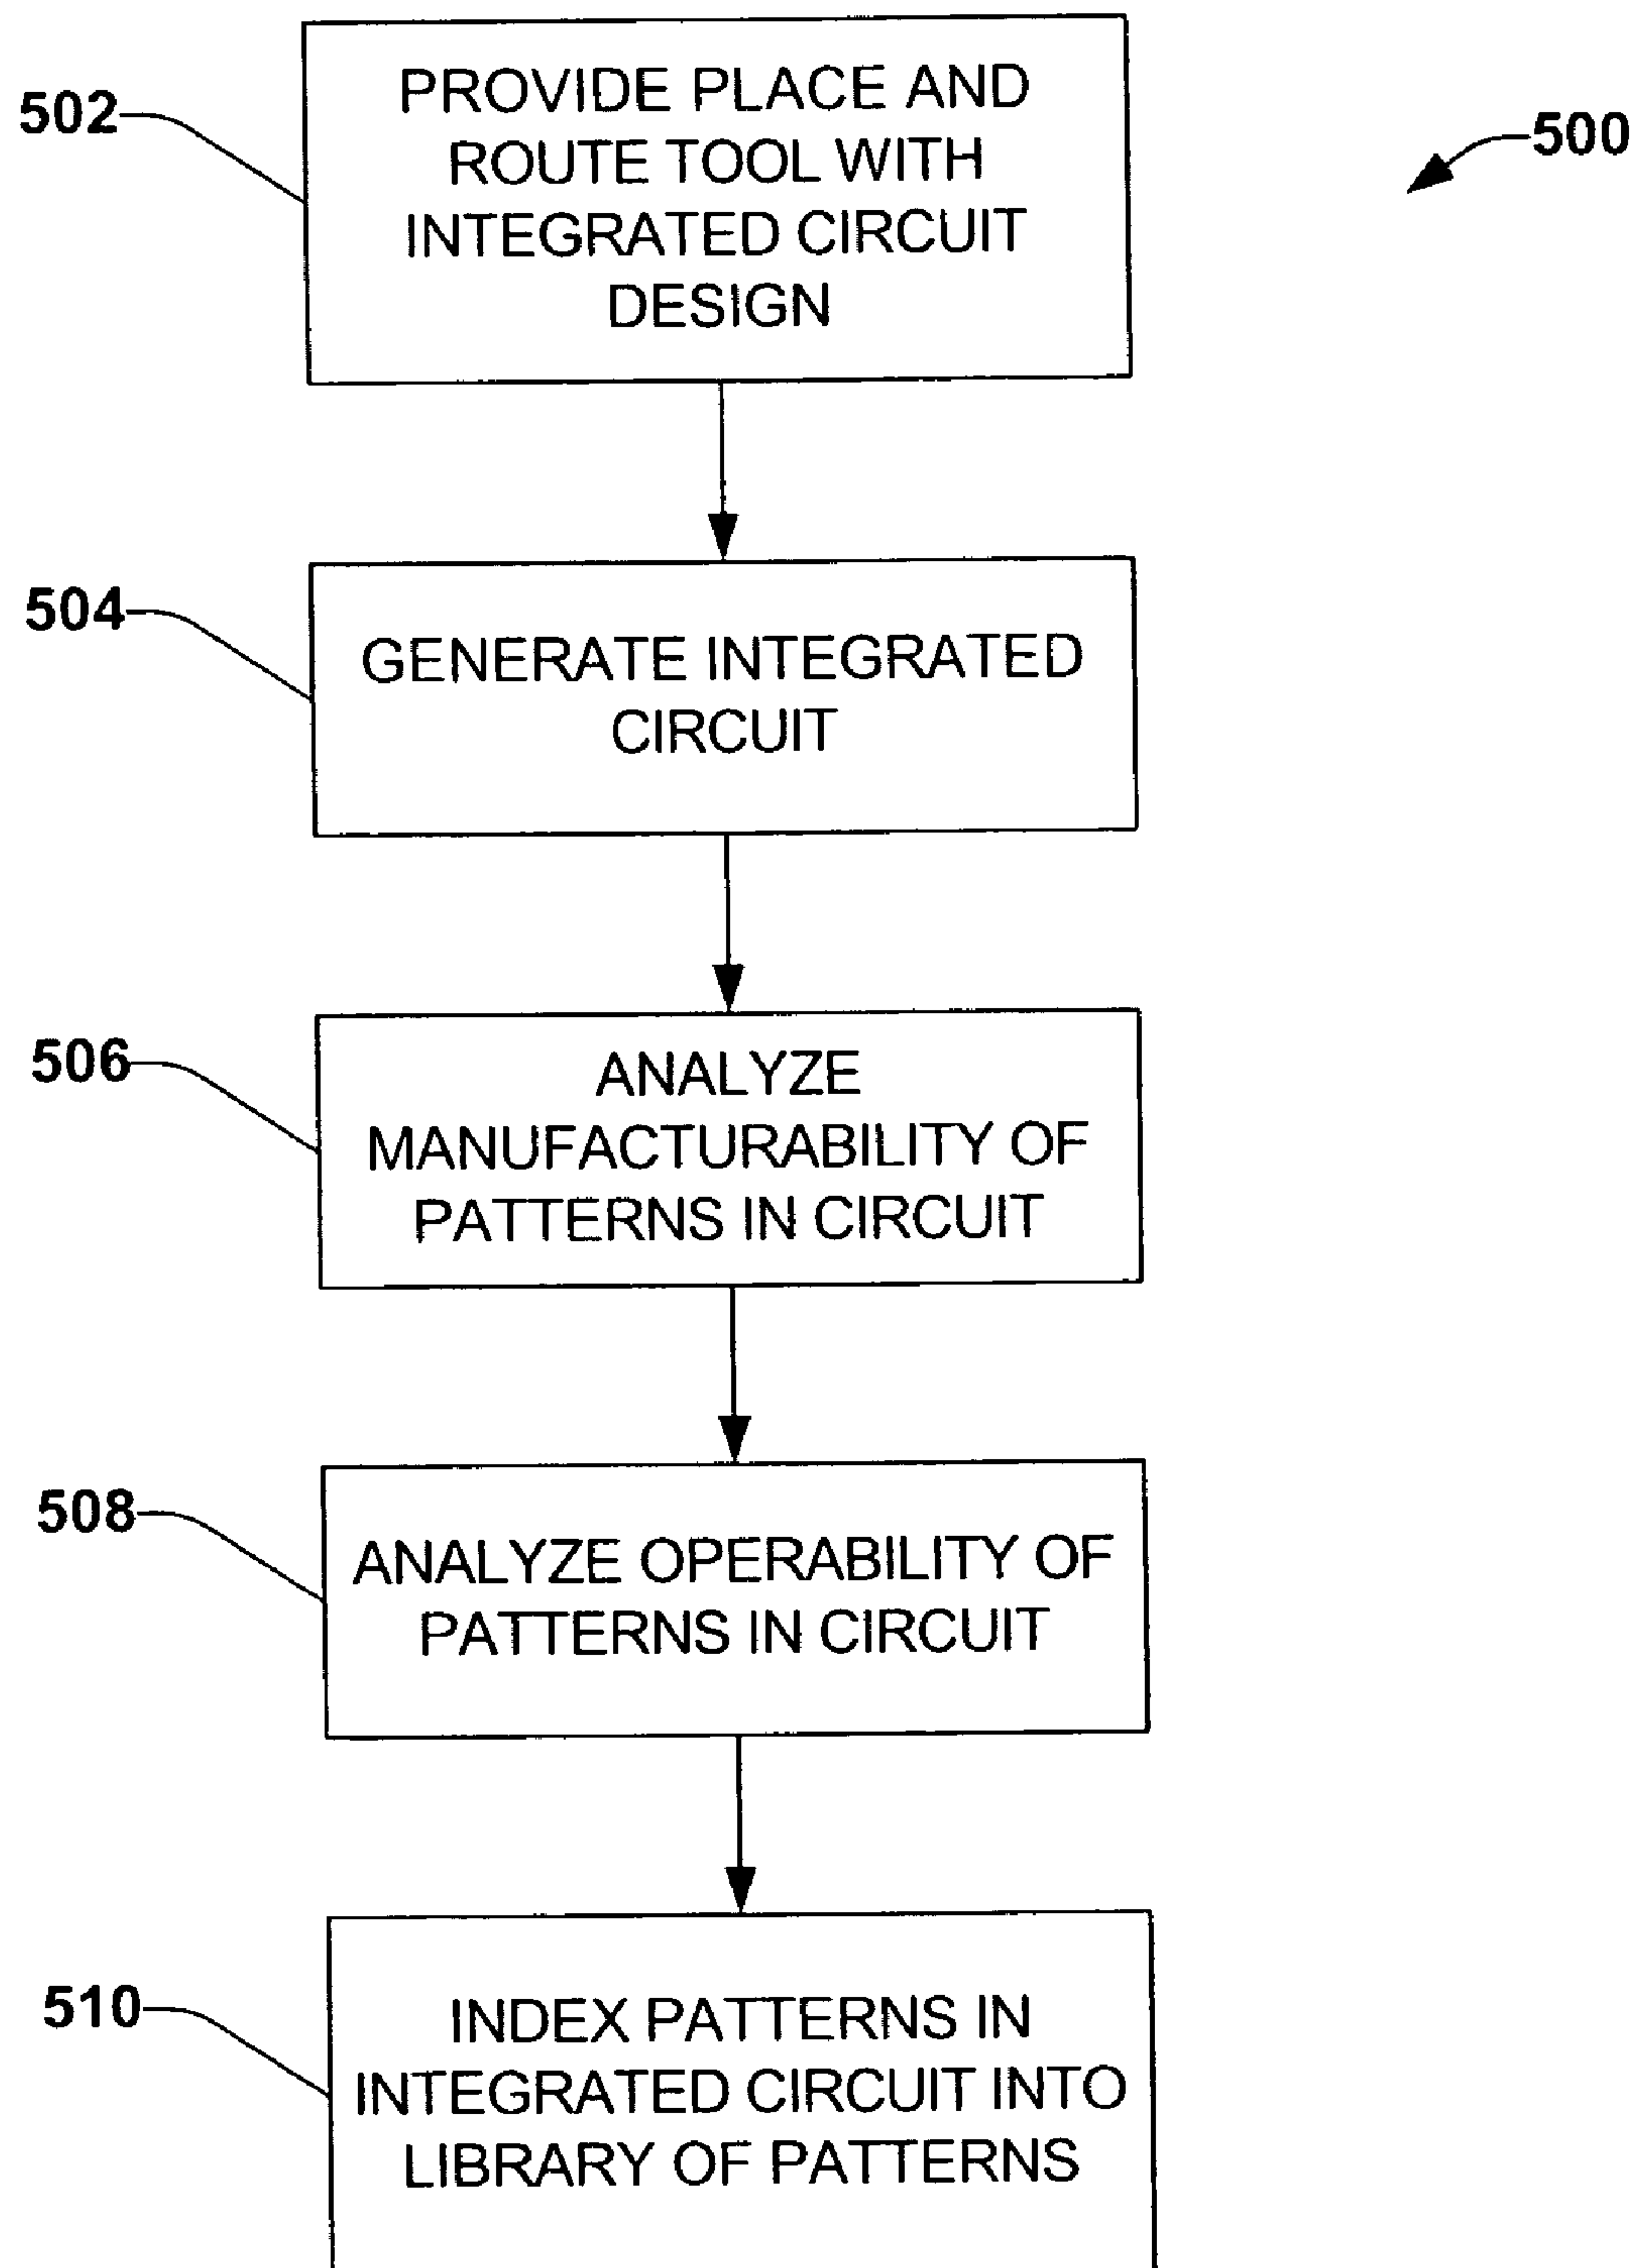 502
PROVIDE PLACE AND
ROUTE TOOL WITH
INTEGRATED CIRCUIT
DESIGN
500
504
GENERATE INTEGRATED
CIRCUIT
506
ANALYZE
MANUFACTURABILITY OF
PATTERNS IN CIRCUIT
508
ANALYZE OPERABILITY OF
PATTERNS IN CIRCUIT
510
INDEX PATTERNS IN
INTEGRATED CIRCUIT INTO
LIBRARY OF PATTERNS